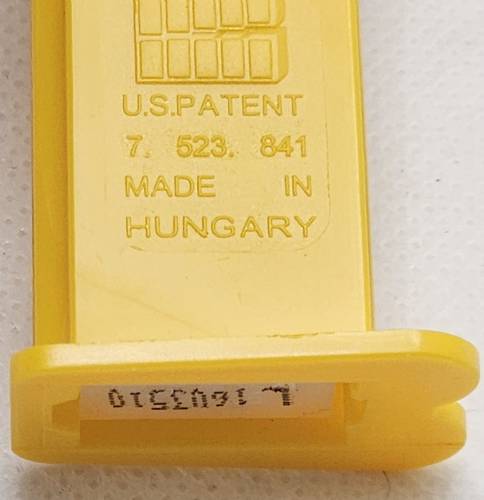 U.S.PATENT
7. 523. 841
MADE IN
HUNGARY